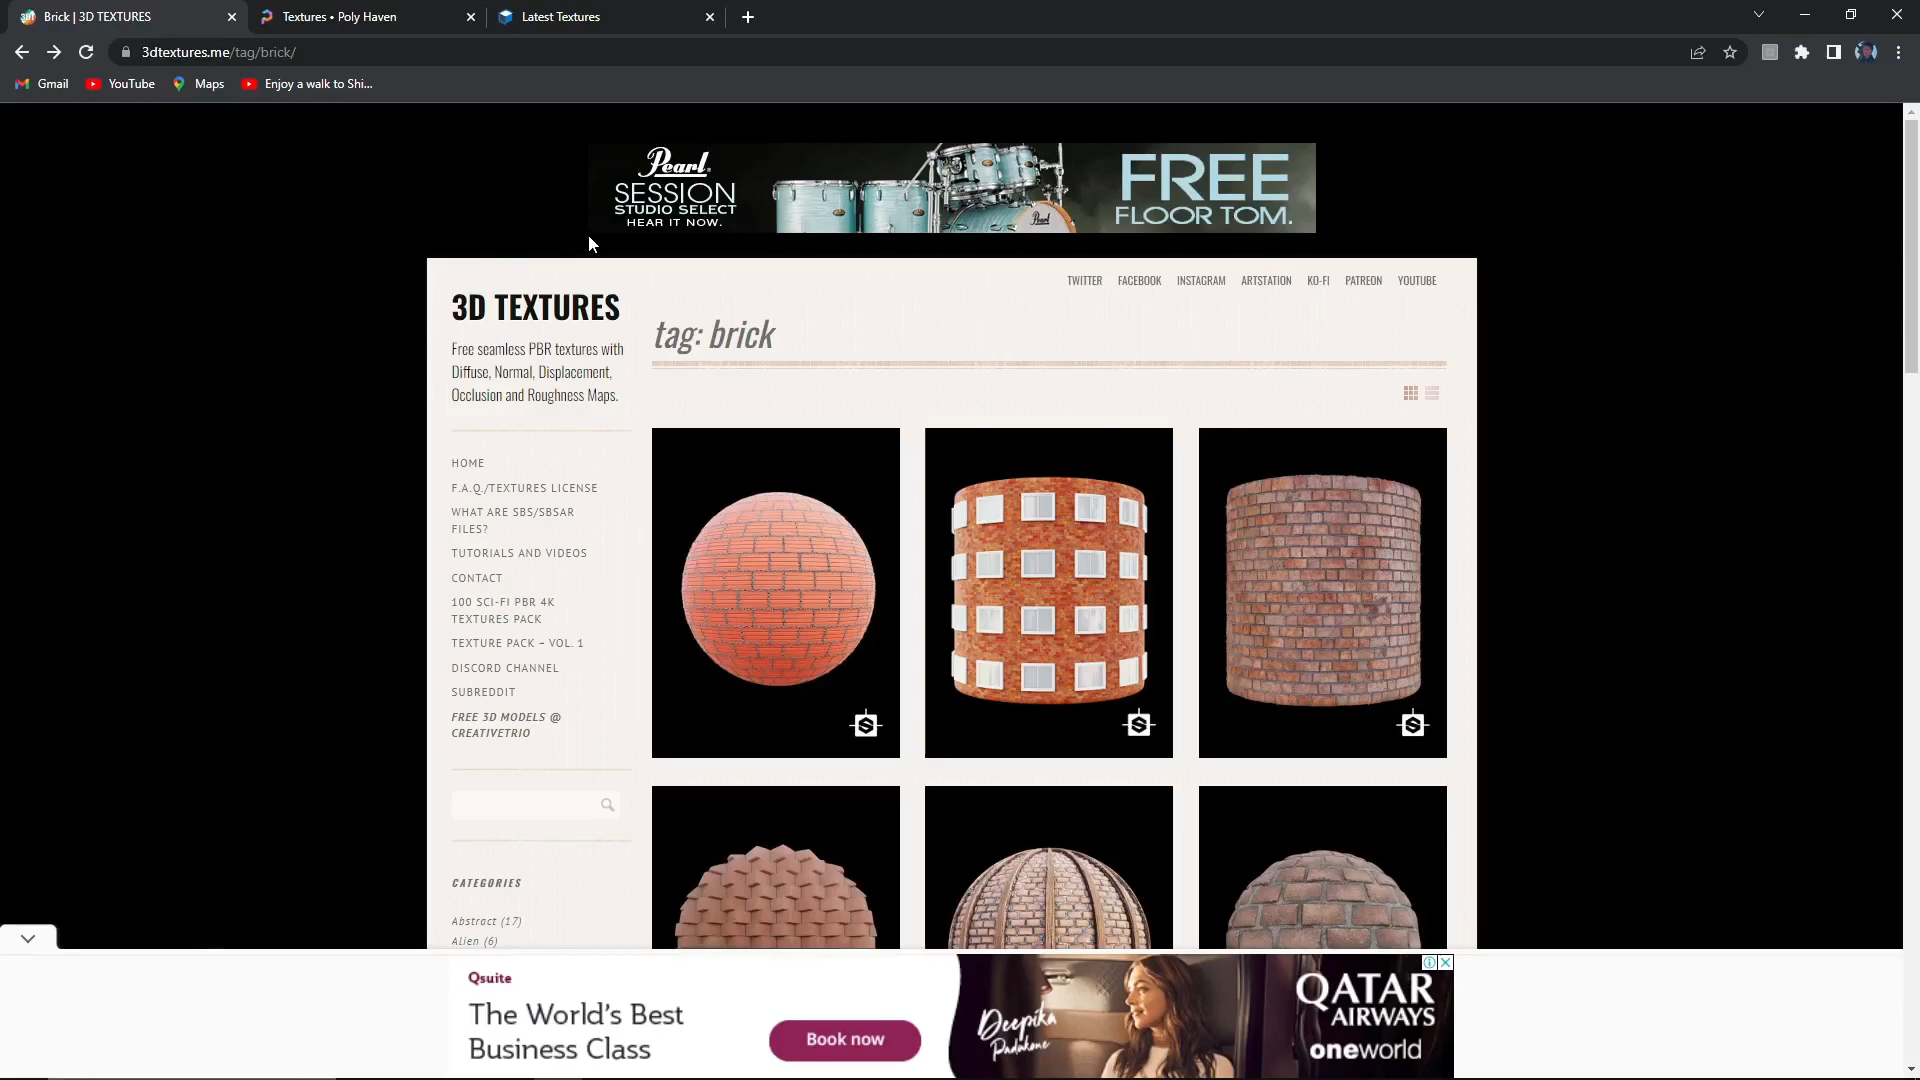 Brick | 3D TEXTURES
Textures • Poly Haven
Latest Textures
3dtextures.me/tag/brick/
Gmail
YouTube
Maps
Enjoy a walk to Shi...
Pearl
SESSION
STUDIO SELECT
HEAR IT NOW.
Pearl
FREE
FLOOR TOM.
TWITTER FACEBOOK INSTAGRAM ARTSTATION KO-FI PATREON YOUTUBE
3D TEXTURES
Free seamless PBR textures with
Diffuse, Normal, Displacement,
Occlusion and Roughness Maps.
tag: brick
HOME
F.A.Q./TEXTURES LICENSE
WHAT ARE SBS/SBSAR
FILES?
TUTORIALS AND VIDEOS
CONTACT
100 SCI-FI PBR 4K
TEXTURES PACK
TEXTURE PACK – VOL. 1
DISCORD CHANNEL
SUBREDDIT
FREE 3D MODELS @
CREATIVETRIO
CATEGORIES
Abstract (17)
Alien (6)
Qsuite
The World's Best
Business Class
Book now
Deepika
Padukone
QATAR
AIRWAYS
oneworld